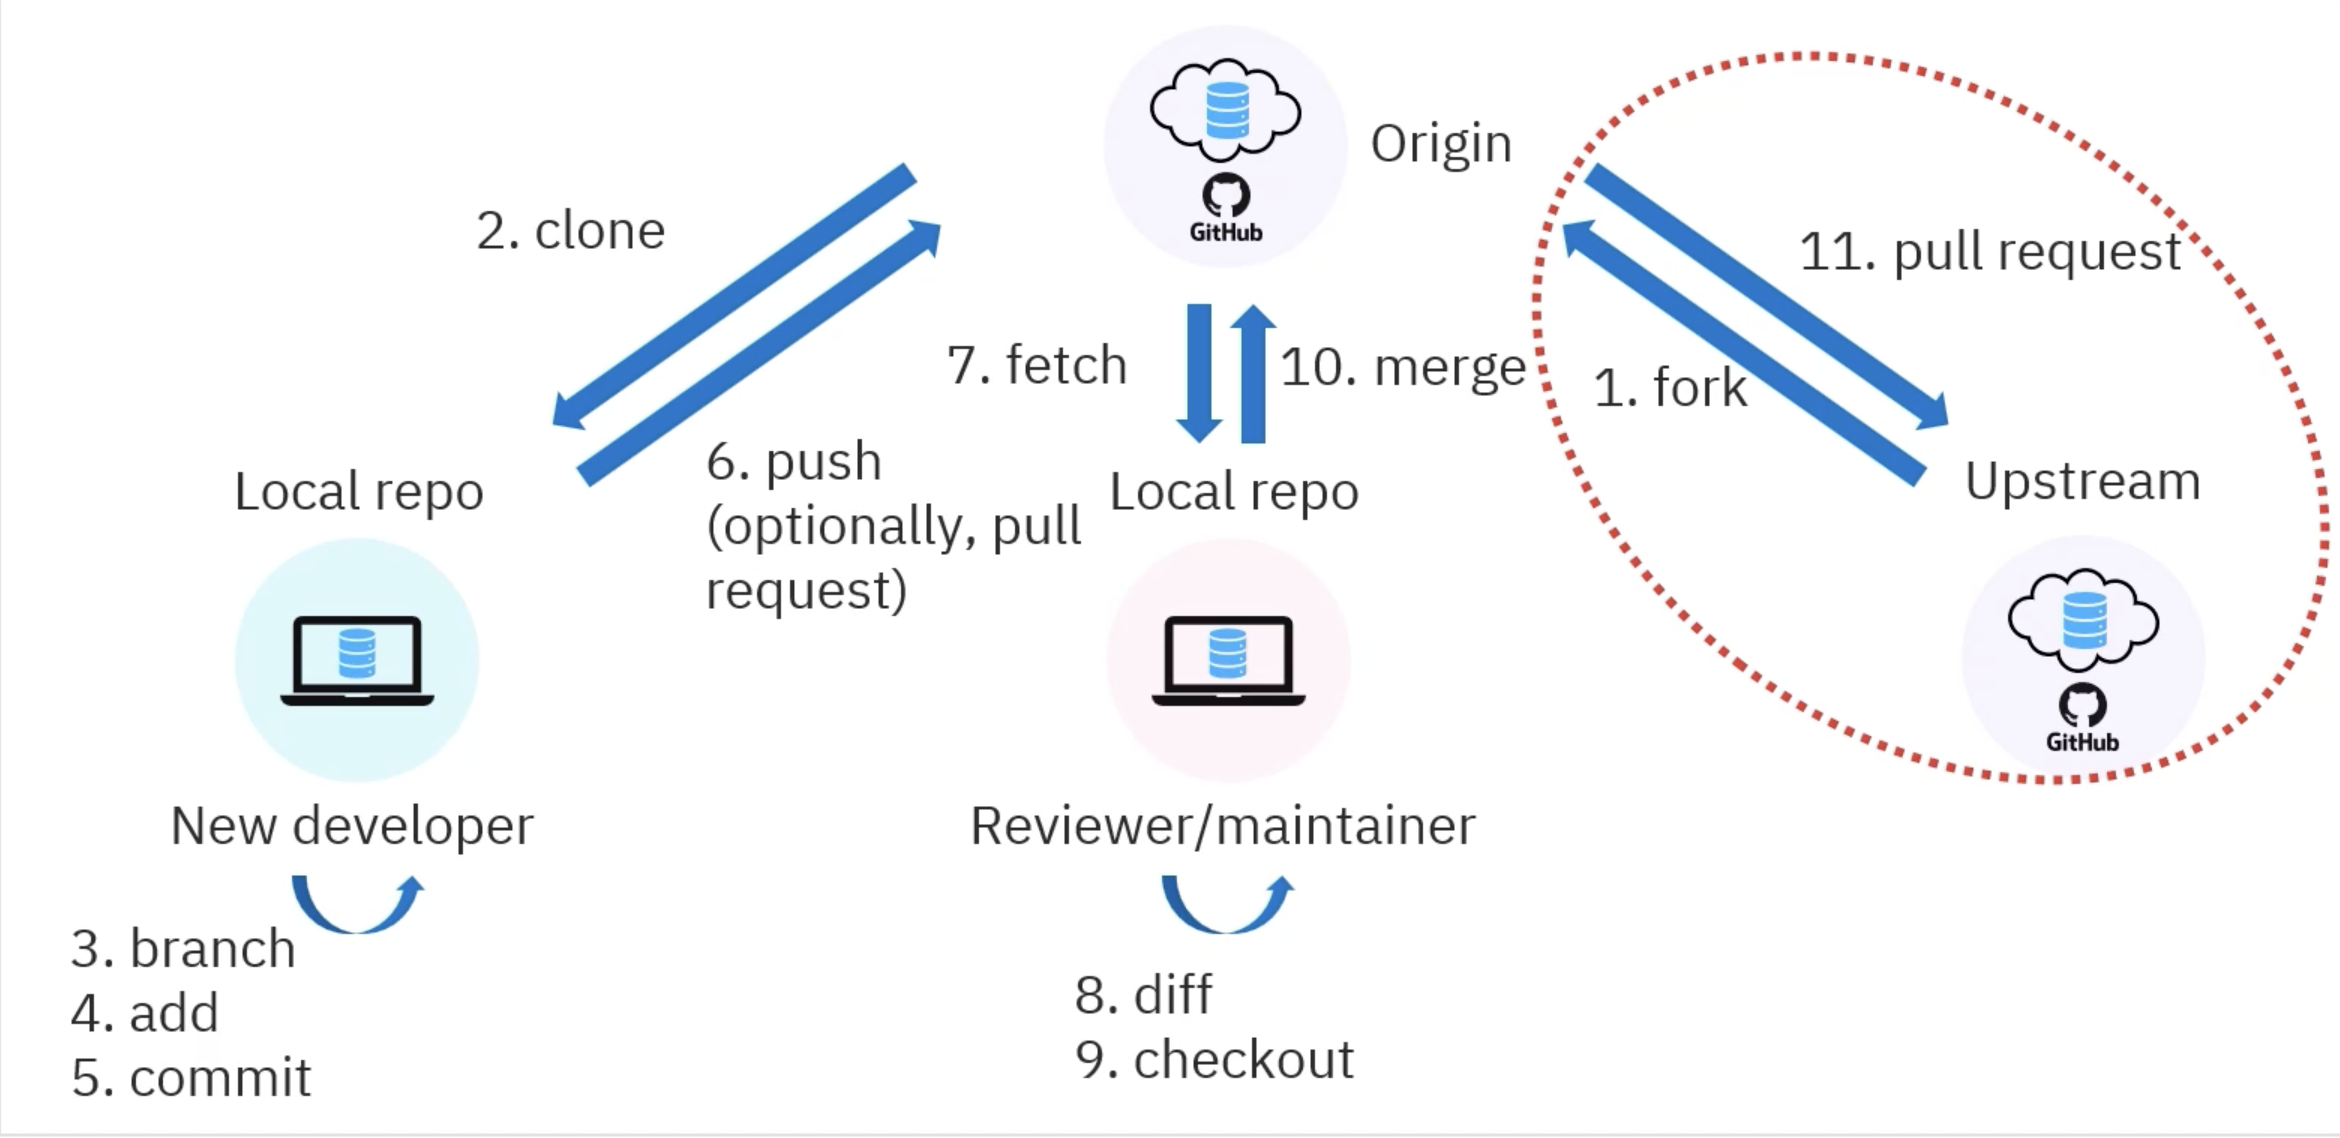 Origin
GitHub
2. clone
11. pull request
7. fetch
10. merge
1. fork
6. push
(optionally, pull
request)
Local repo
Local repo
Upstream
GitHub
New developer
Reviewer/maintainer
3. branch
4. add
5. commit
8. diff
9. checkout